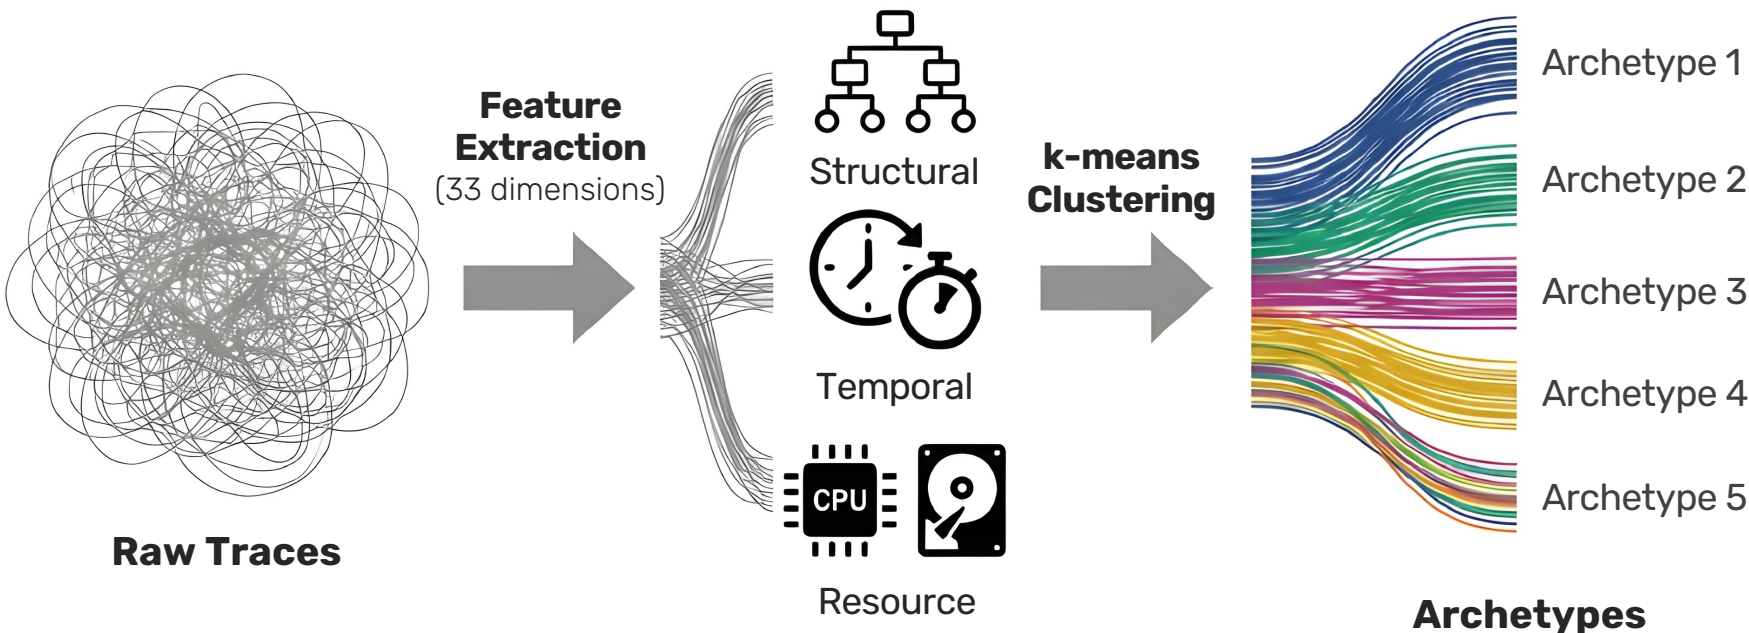 Raw Traces
Feature
Extraction
(33 dimensions)
Structural
Temporal
CPU
Resource
k-means
Clustering
Archetype 1
Archetype 2
Archetype 3
Archetype 4
Archetype 5
Archetypes